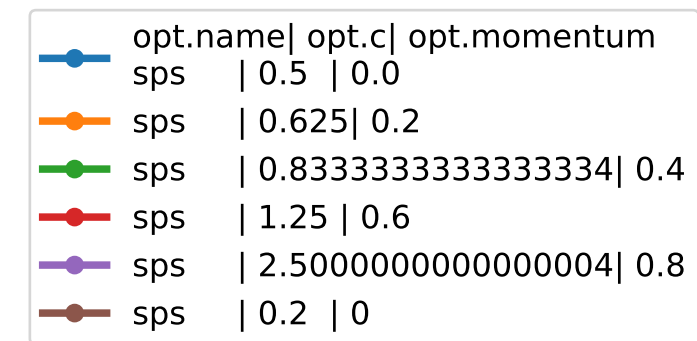 opt.name| opt.c| opt.momentum
sps | 0.5 | 0.0
sps | 0.625| 0.2
sps | 0.8333333333333334| 0.4
sps | 1.25 | 0.6
sps | 2.5000000000000004| 0.8
sps | 0.2 | 0